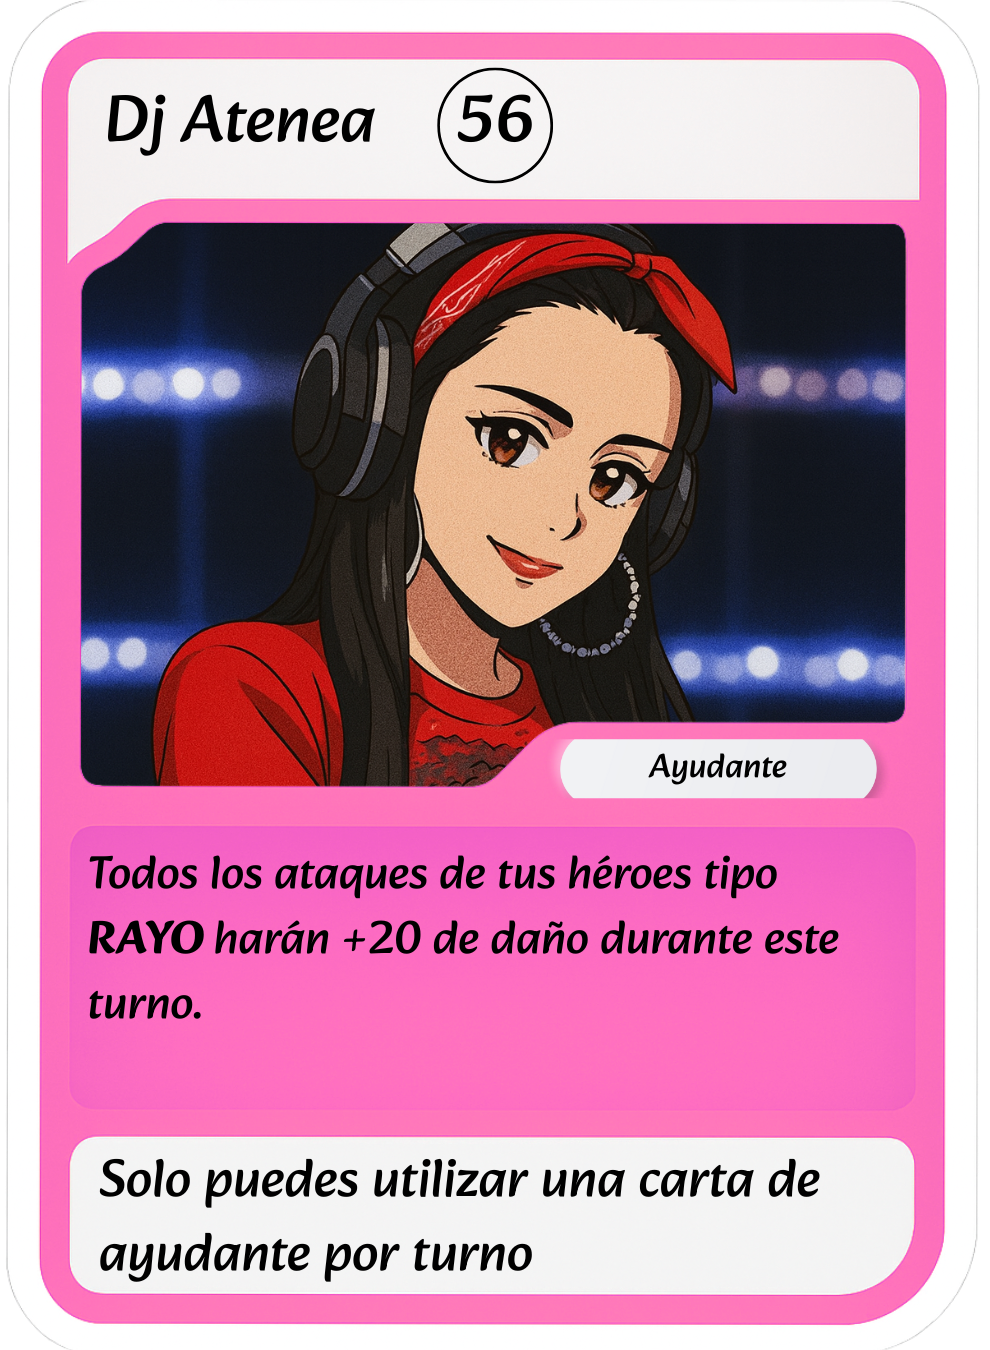 Dj Atenea 56
Ayudante
Todos los ataques de tus héroes tipo
RAYO harán +20 de daño durante este
turno.
Solo puedes utilizar una carta de
ayudante por turno